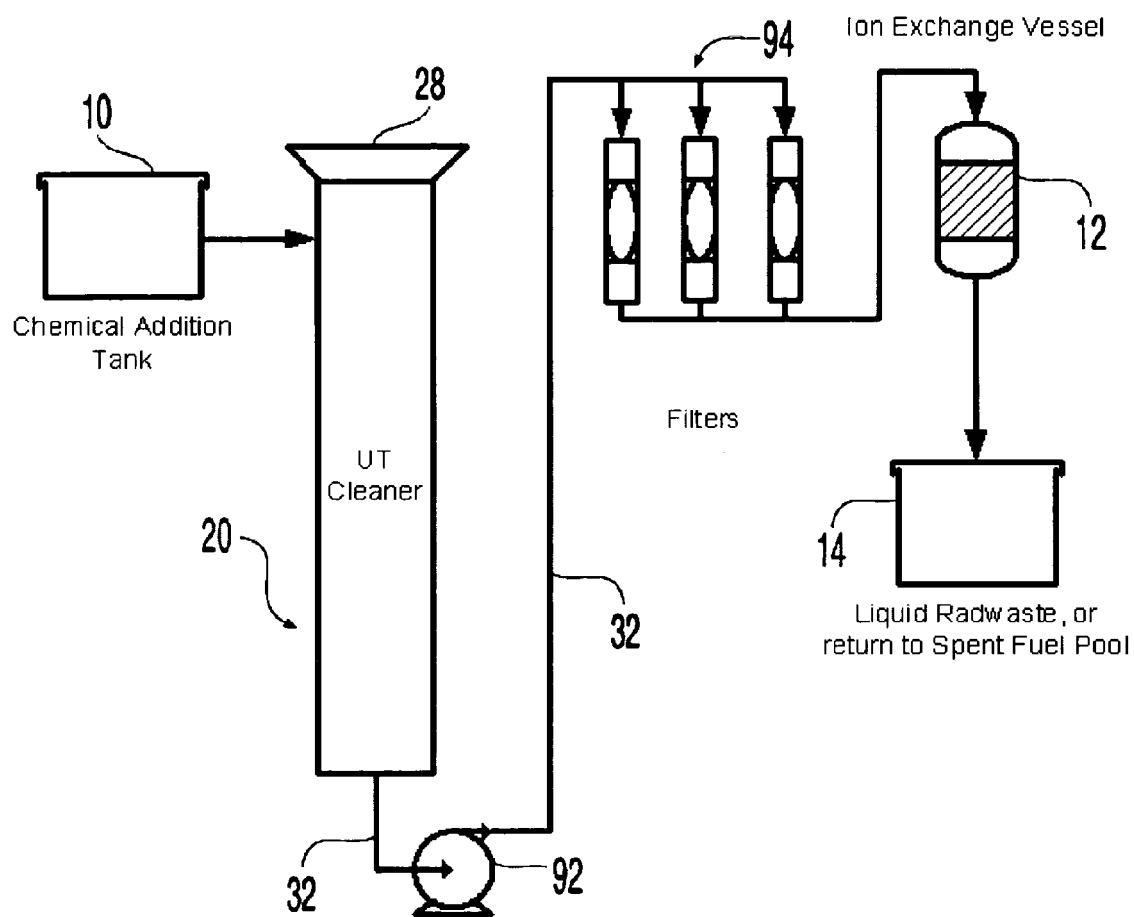 Ion Exchange Vessel
94
28
10
12
Chemical Addition
Tank
Filters
UT
Cleaner
20
14
32
Liquid Radwaste, or
return to Spent Fuel Pool
32
92